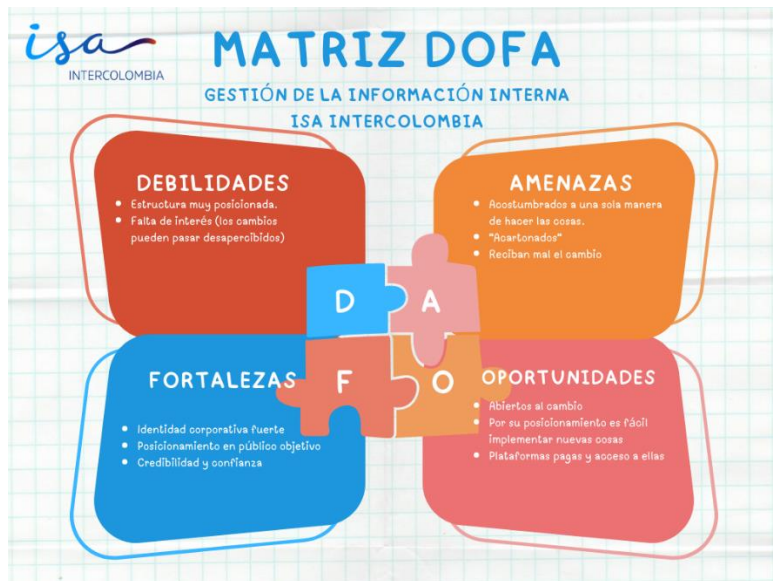 isa
INTERCOLOMBIA
MATRIZ DOFA
GESTIÓN DE LA INFORMACIÓN INTERNA
ISA INTERCOLOMBIA
DEBILIDADES
• Estructura muy posicionada.
• Falta de interés (los cambios
pueden pasar desapercibidos)
AMENAZAS
• Acostumbrados a una sola manera
de hacer las cosas.
• "Acartonados"
• Reciban mal el cambio
D
A
F
O
FORTALEZAS
• Identidad corporativa fuerte
• Posicionamiento en público objetivo
• Credibilidad y confianza
OPORTUNIDADES
• Abiertos al cambio
• Por su posicionamiento es fácil
implementar nuevas cosas
• Plataformas pagas y acceso a ellas